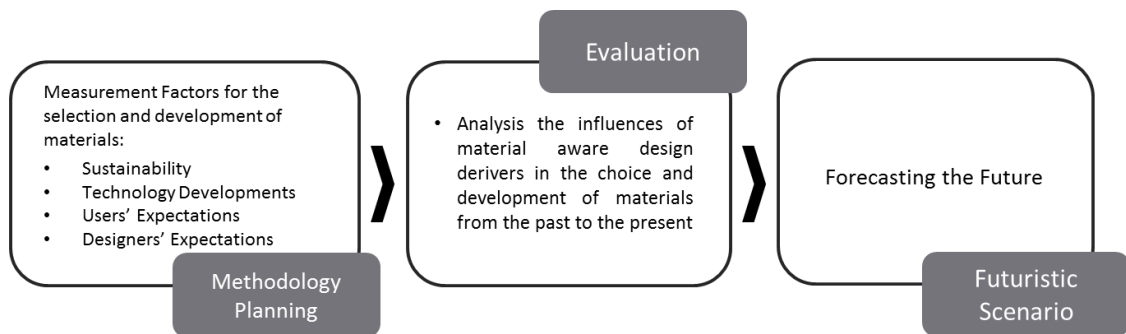 Measurement Factors for the
selection and development of
materials:
• Sustainability
• Technology Developments
• Users’ Expectations
• Designers’ Expectations
Methodology
Planning
Evaluation
• Analysis the influences of
material aware design
derivers in the choice and
development of materials
from the past to the present
Forecasting the Future
Futuristic
Scenario